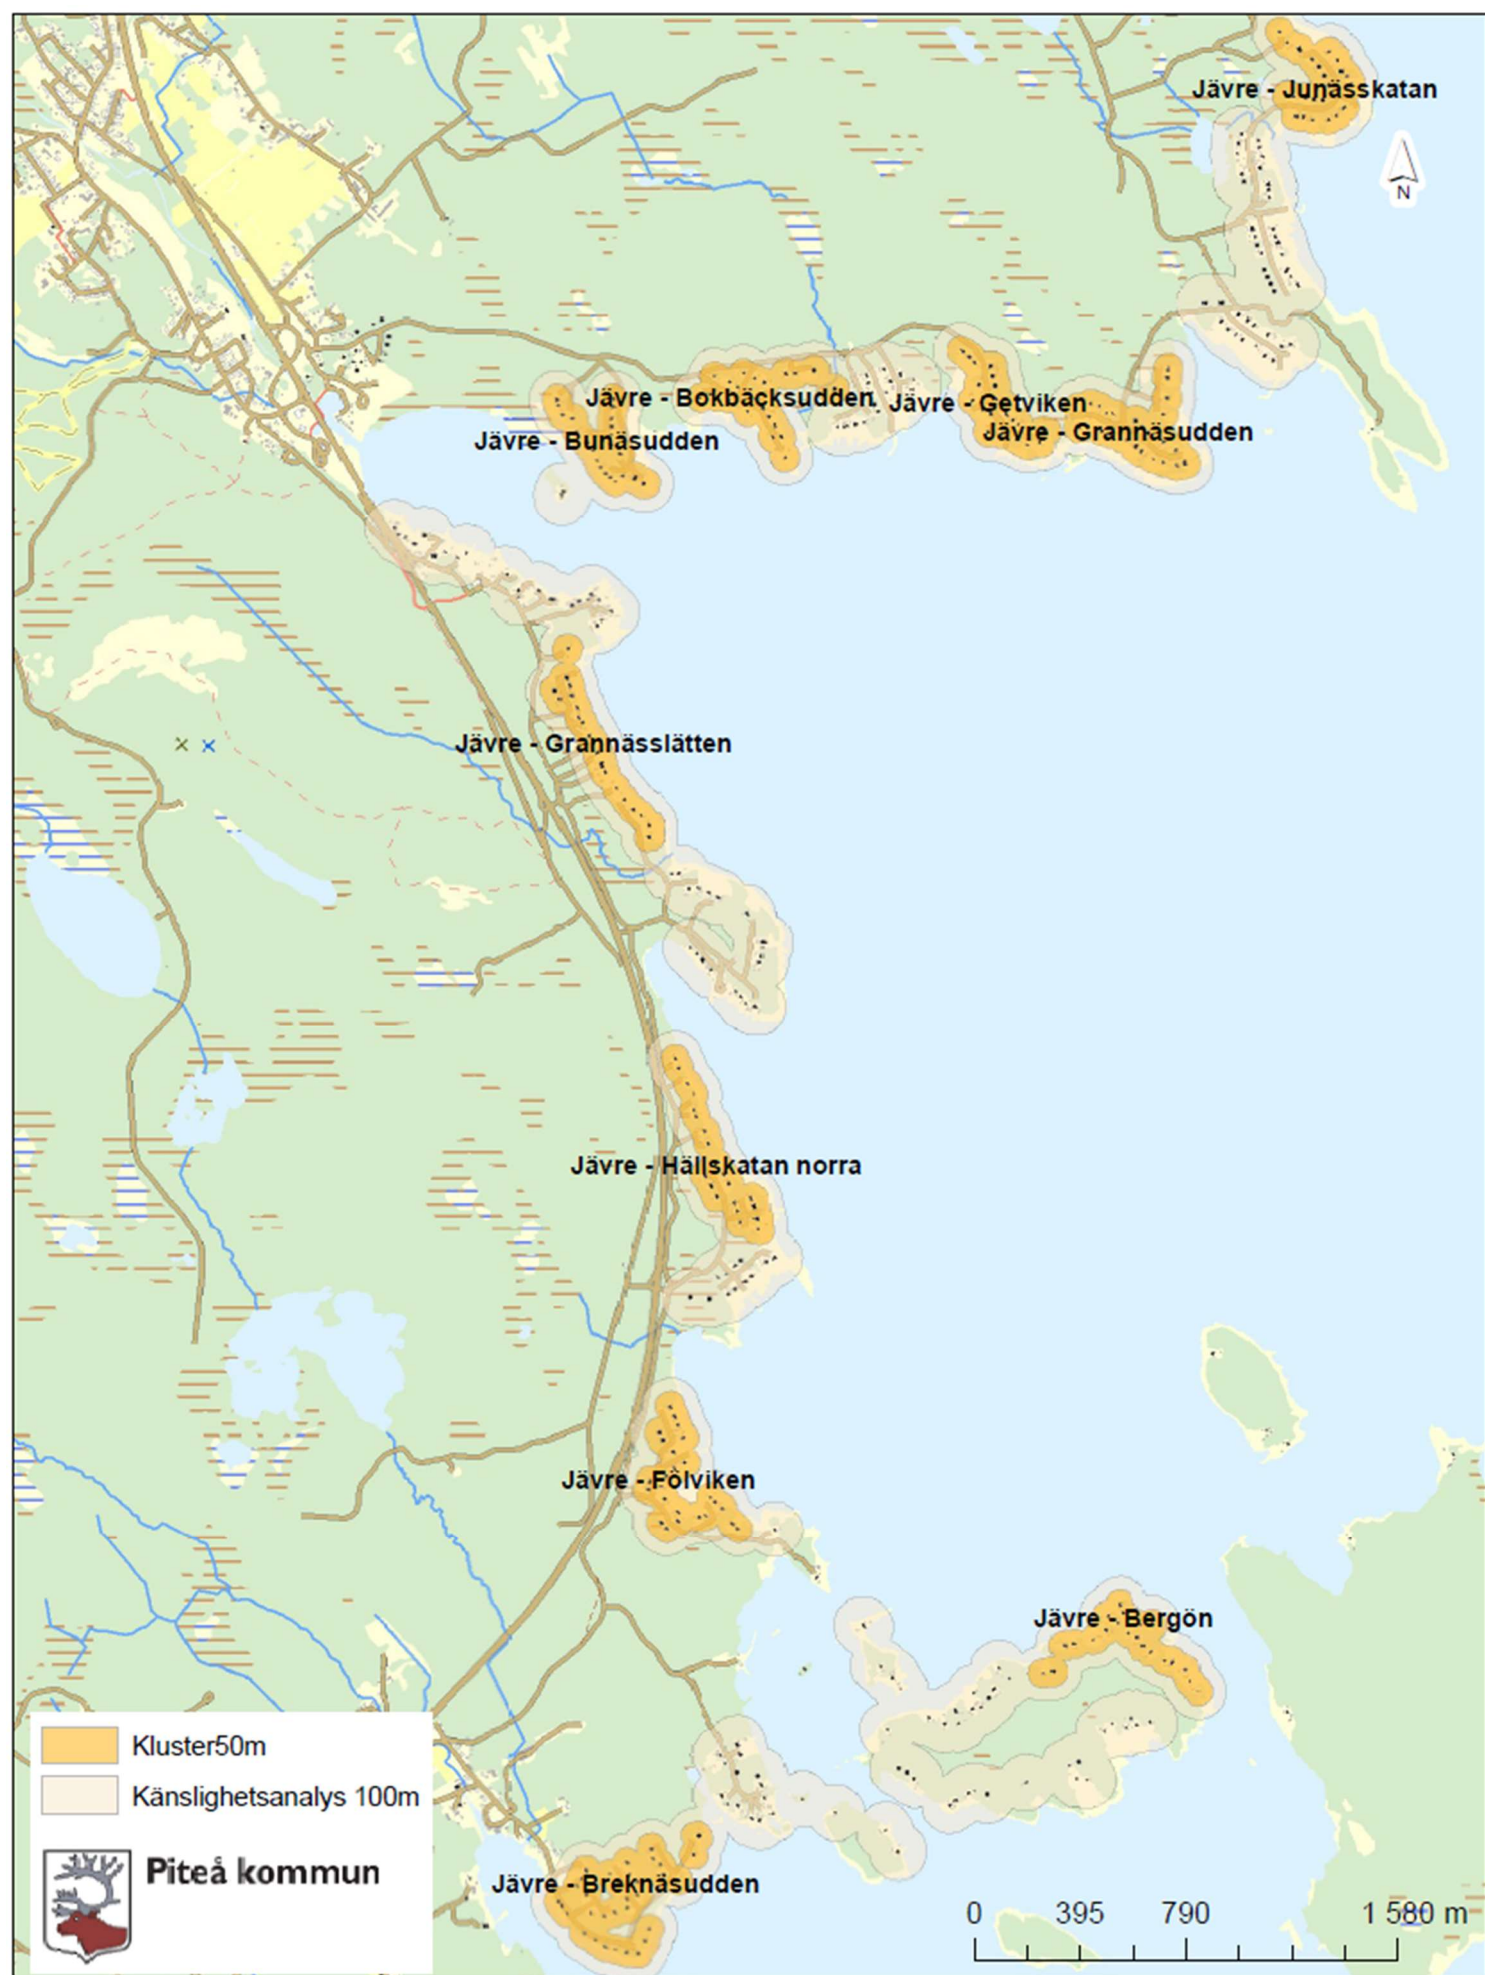 Jävre - Junässkatan
N
Jävre - Bokbäcksudden
Jävre - Getviken
Jävre - Grannäsudden
Jävre - Bunäsudden
Jävre - Grannässlätten
Jävre - Hällskatan norra
Jävre - Fölviken
Jävre - Bergön
Kluster50m
Känslighetsanalys 100m
Piteå kommun
Jävre - Breknäsudden
0 395 790 1 580 m